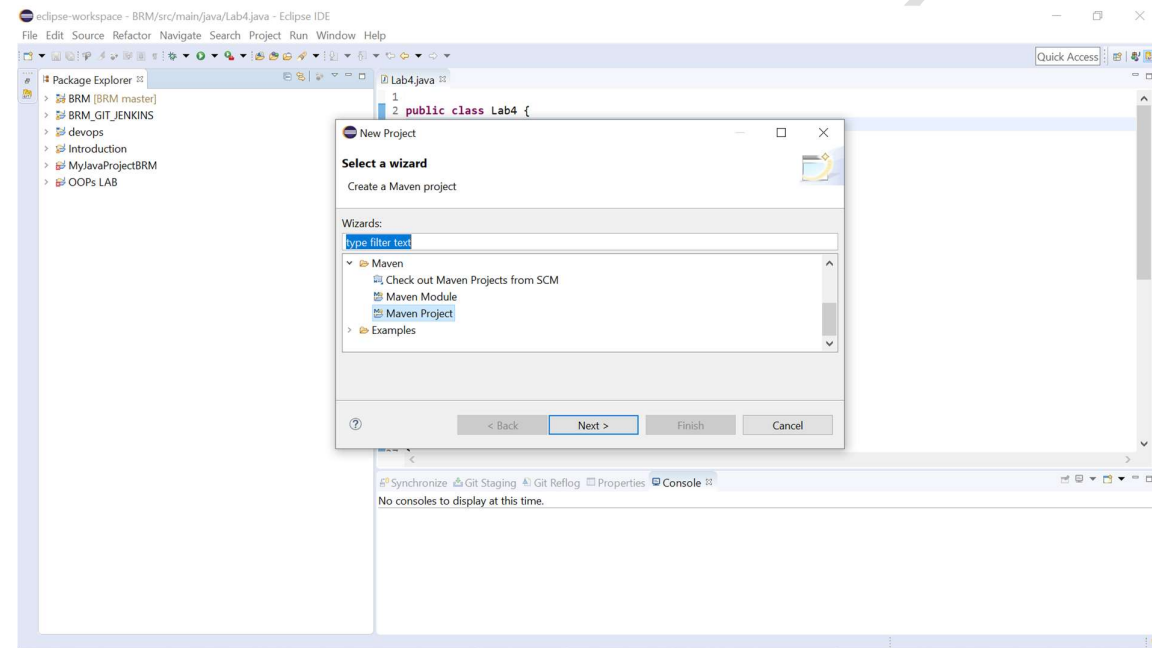 eclipse-workspace - BRM/src/main/java/Lab4.java - Eclipse IDE
File Edit Source Refactor Navigate Search Project Run Window Help
Quick Access
Package Explorer
BRM [BRM master]
BRM_GIT_JENKINS
devops
Introduction
MyJavaProjectBRM
OOPs LAB
Lab4.java
1
2 public class Lab4 {
New Project
Select a wizard
Create a Maven project
Wizards:
type filter text
Maven
Check out Maven Projects from SCM
Maven Module
Maven Project
Examples
< Back Next > Finish Cancel
Synchronize Git Staging Git Reflog Properties Console
No consoles to display at this time.